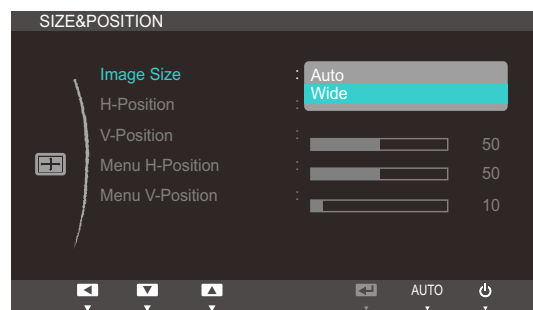 SIZE&POSITION
Image Size : Auto
Wide
H-Position :
V-Position : 50
Menu H-Position : 50
Menu V-Position : 10
AUTO